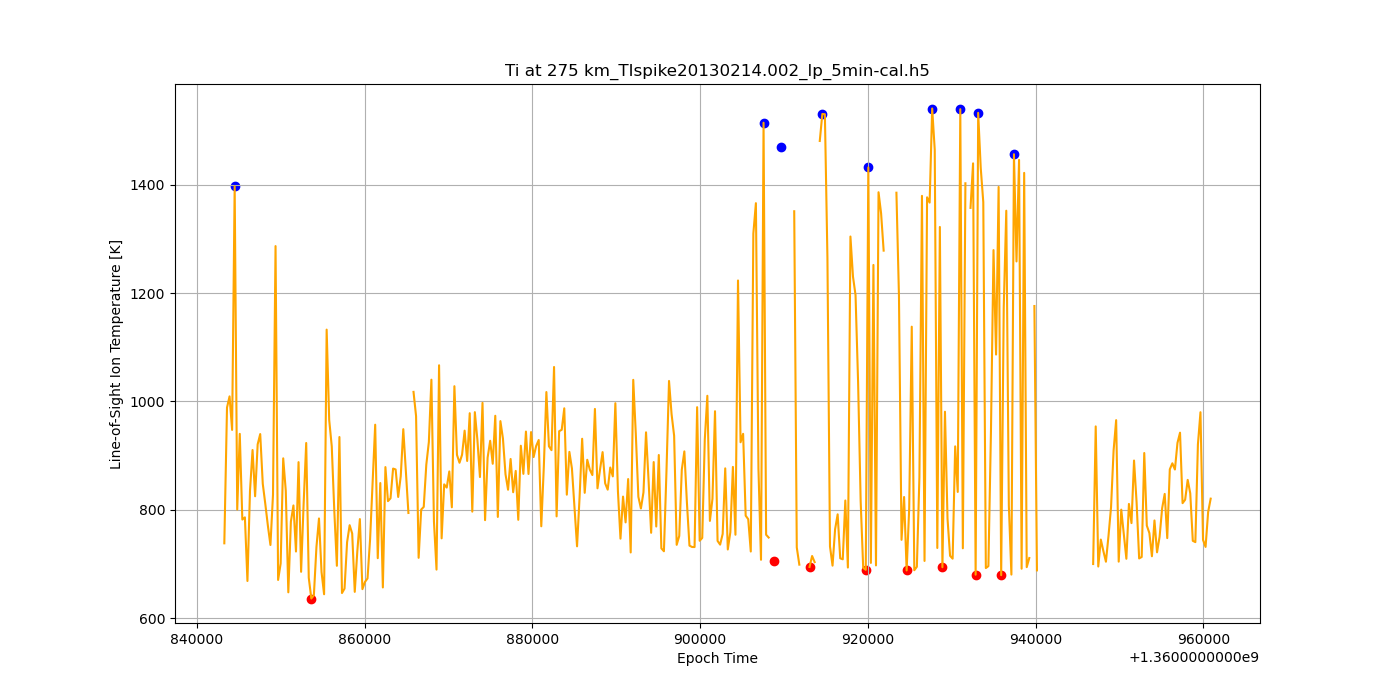 Ti at 275 km_TIspike20130214.002_lp_5min-cal.h5
Line-of-Sight Ion Temperature [K]
1400
1200
1000
800
600
840000 860000 880000 900000 920000 940000 960000
Epoch Time
+1.3600000000e9